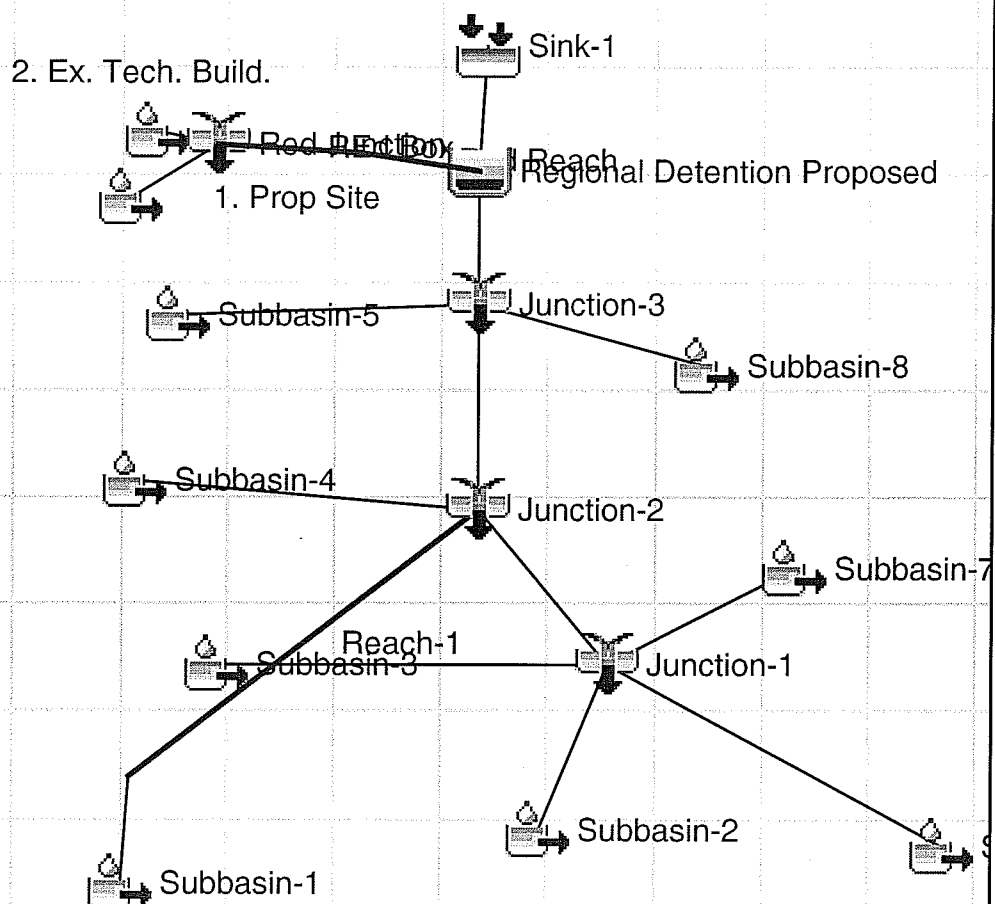 Sink-1
2. Ex. Tech. Build.
Reach
Regional Detention Proposed
1. Prop Site
Junction-3
Subbasin-5
Subbasin-8
Subbasin-4
Junction-2
Subbasin-7
Reach-1
Subbasin-3
Junction-1
Subbasin-2
Subbasin-1